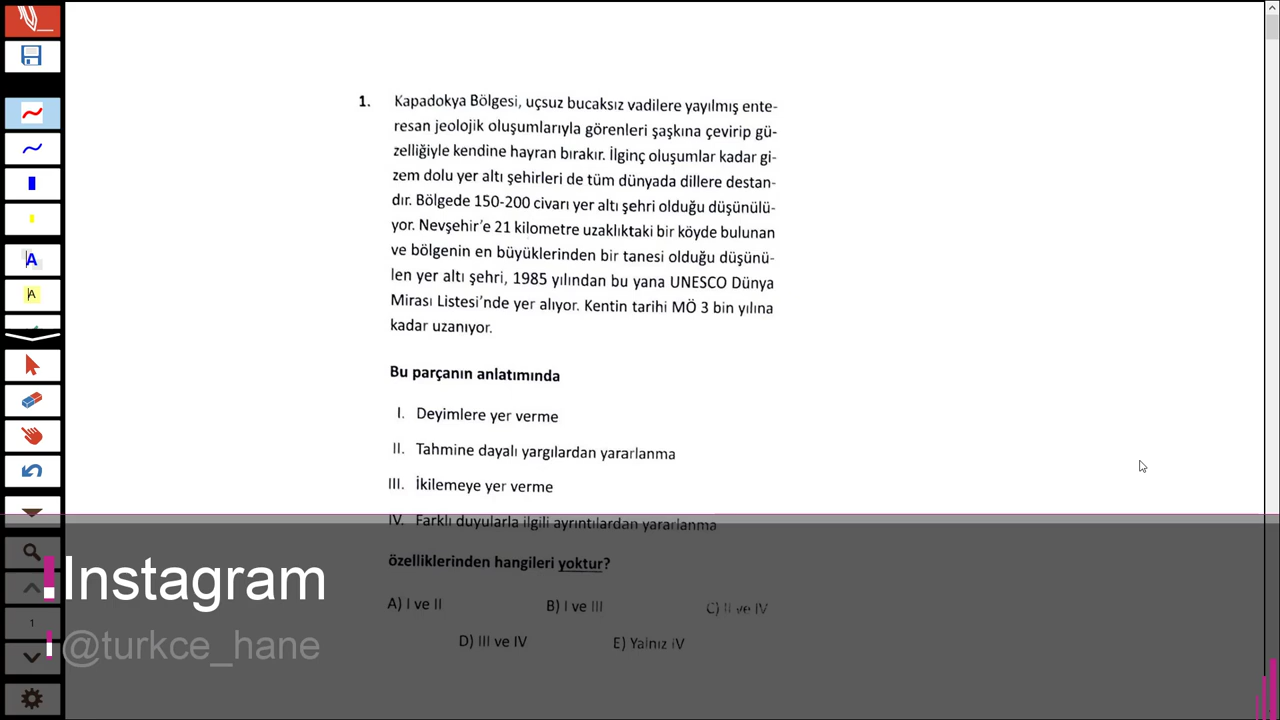 1. Kapadokya Bölgesi, uçsuz bucaksız vadilere yayılmış ente-
resan jeolojik oluşumlarıyla görenleri şaşkına çevirip gü-
zelliğiyle kendine hayran bırakır. İlginç oluşumlar kadar gi-
zem dolu yer altı şehirleri de tüm dünyada dillere destan-
dır. Bölgede 150-200 civarı yer altı şehri olduğu düşünülü-
yor. Nevşehir'e 21 kilometre uzaklıktaki bir köyde bulunan
ve bölgenin en büyüklerinden bir tanesi olduğu düşünü-
len yer altı şehri, 1985 yılından bu yana UNESCO Dünya
Mirası Listesi'nde yer alıyor. Kentin tarihi MÖ 3 bin yılına
kadar uzanıyor.
Bu parçanın anlatımında
I. Deyimlere yer verme
II. Tahmine dayalı yargılardan yararlanma
III. İkilemeye yer verme
IV. Farklı duyularla ilgili ayrıntılardan yararlanma
özelliklerinden hangileri yoktur?
A) I ve II B) I ve III C) II ve IV
D) III ve IV E) Yalnız IV
Instagram
@turkce_hane
A
A
1